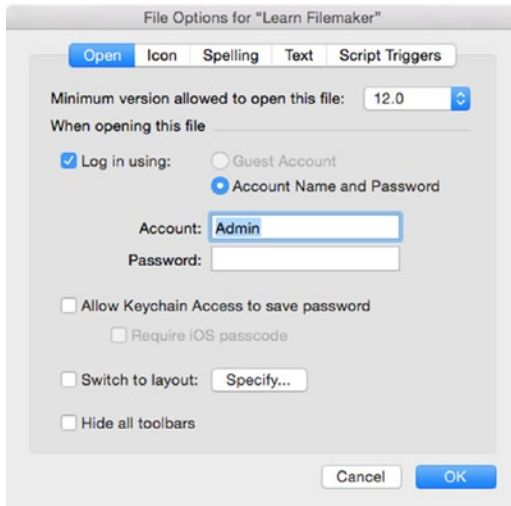 File Options for “Learn Filemaker”
Open Icon Spelling Text Script Triggers
Minimum version allowed to open this file: 12.0
When opening this file
Log in using: Guest Account
Account Name and Password
Account: Admin
Password:
Allow Keychain Access to save password
Require iOS passcode
Switch to layout: Specify...
Hide all toolbars
Cancel OK